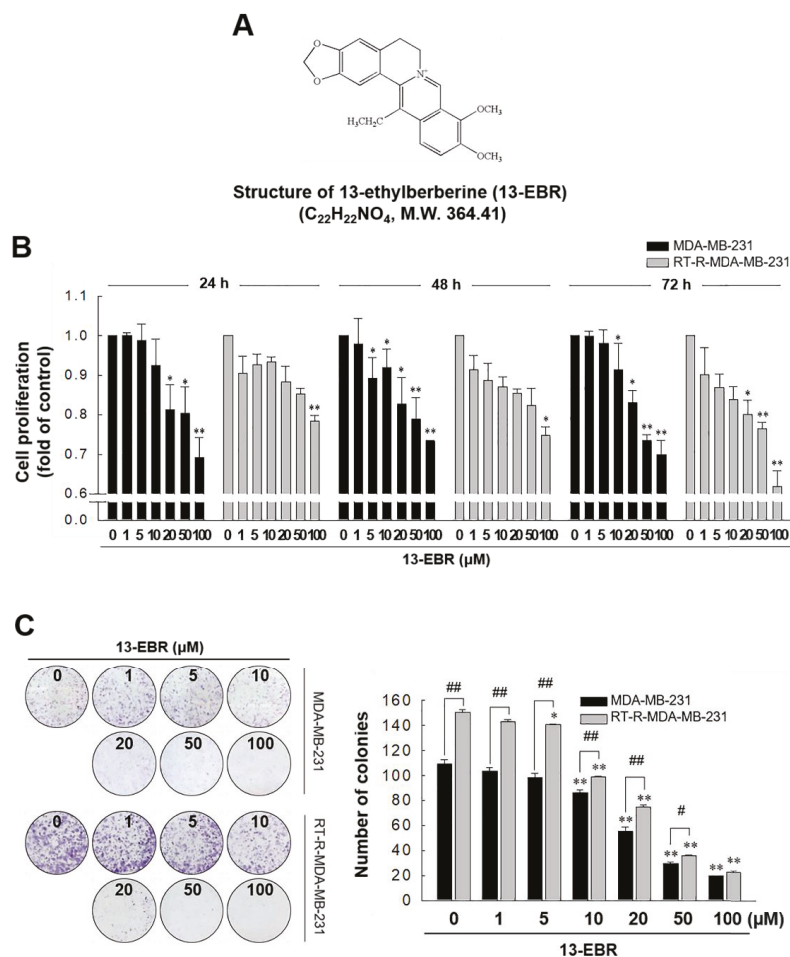 A
O
O
N+
H₃CH₂C
OCH₃
OCH₃
Structure of 13-ethylberberine (13-EBR)
(C₂₂H₂₂NO₄, M.W. 364.41)
B
MDA-MB-231
RT-R-MDA-MB-231
24 h 48 h 72 h
Cell proliferation
(fold of control)
1.1
1.0
0.9
0.8
0.7
0.6
0.0
* * ** ** * * * ** ** * * * ** ** * ** **
0 1 5 10 20 50 100 0 1 5 10 20 50 100 0 1 5 10 20 50 100 0 1 5 10 20 50 100 0 1 5 10 20 50 100 0 1 5 10 20 50 100
13-EBR (μM)
C
13-EBR (μM)
0 1 5 10
20 50 100
MDA-MB-231
0 1 5 10
20 50 100
RT-R-MDA-MB-231
Number of colonies
160
140
120
100
80
60
40
20
0
MDA-MB-231
RT-R-MDA-MB-231
## ## ## ## ## #
* ** ** ** ** ** ** ** **
0 1 5 10 20 50 100 (μM)
13-EBR